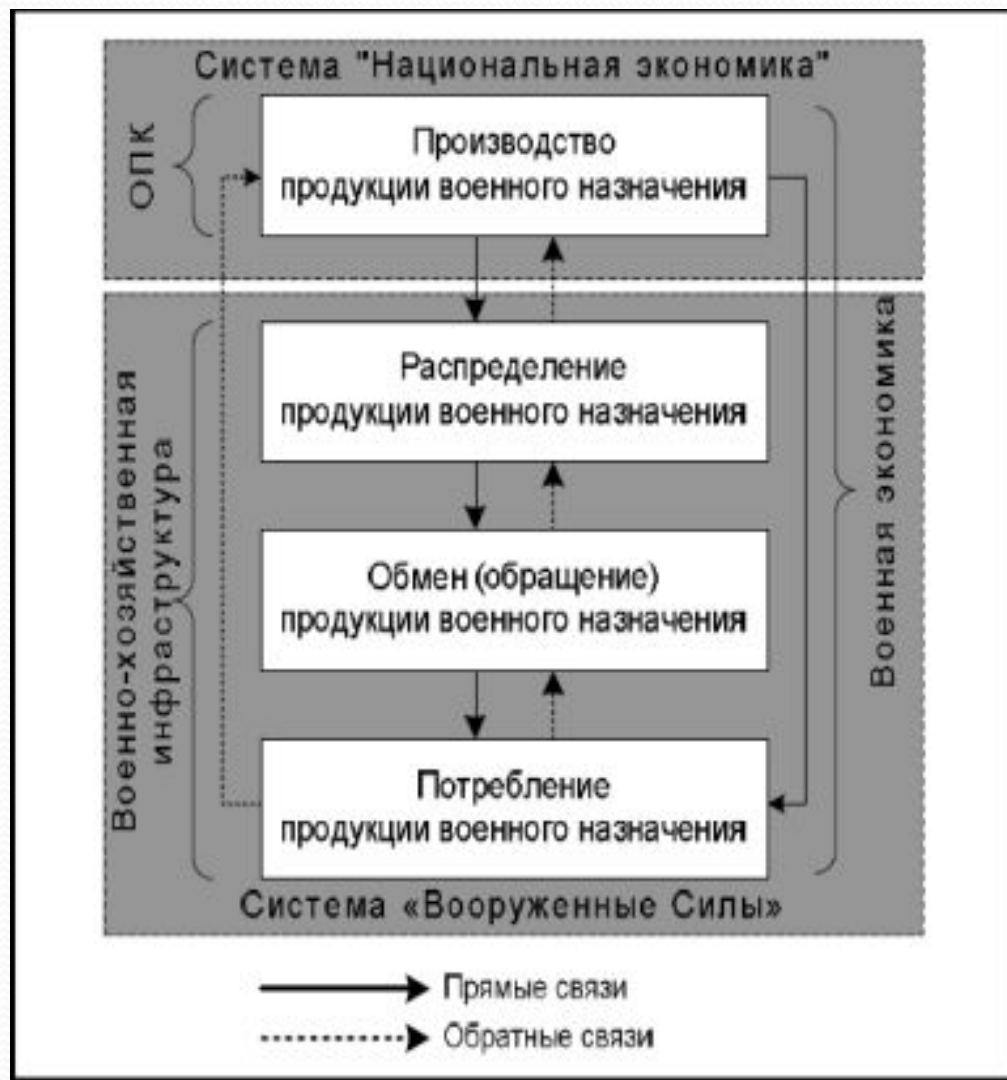 Система "Национальная экономика"
ОПК
Производство
продукции военного назначения
Распределение
продукции военного назначения
Обмен (обращение)
продукции военного назначения
Потребление
продукции военного назначения
Военно-хозяйственная
инфраструктура
Военная экономика
Система «Вооруженные Силы»
Прямые связи
Обратные связи